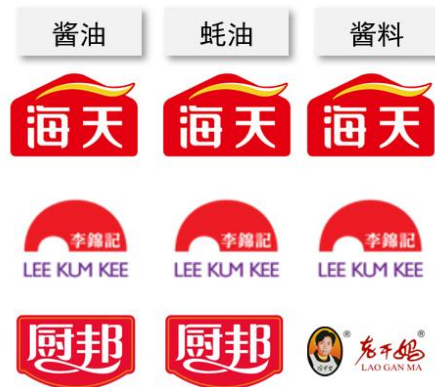 酱油 蚝油 酱料
海天 海天 海天
李錦記 李錦記 李錦記
LEE KUM KEE LEE KUM KEE LEE KUM KEE
厨邦 厨邦 老干妈
LAO GAN MA